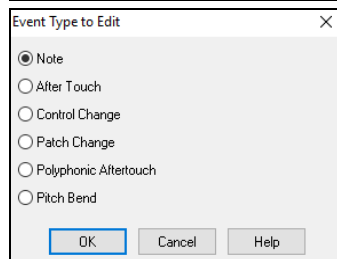 Event Type to Edit
Note
After Touch
Control Change
Patch Change
Polyphonic Aftertouch
Pitch Bend
OK Cancel Help